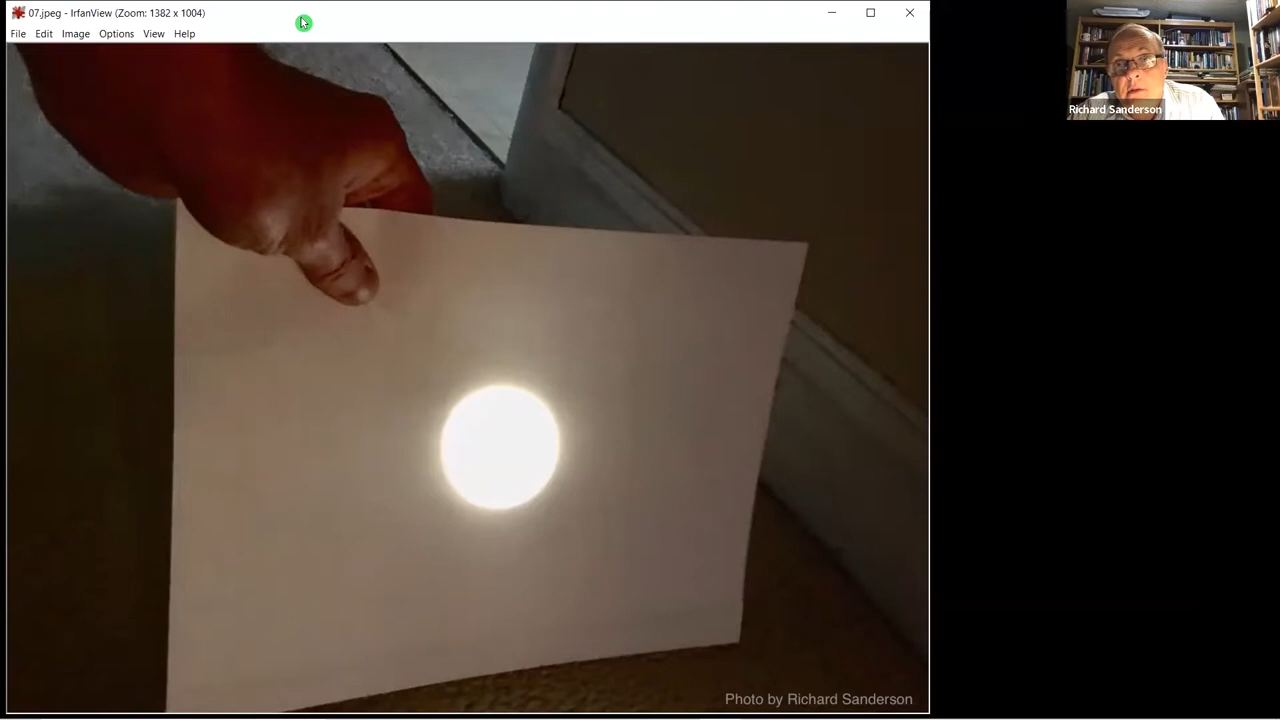 07.jpeg - IrfanView (Zoom: 1382 x 1004)
File Edit Image Options View Help
Richard Sanderson
Photo by Richard Sanderson